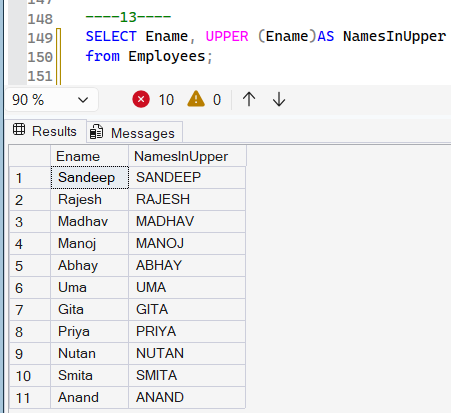 147
148 ----13----
149 SELECT Ename, UPPER (Ename)AS NamesInUpper
150 from Employees;
151
90 % 10 0
Results Messages
Ename NamesInUpper
1 Sandeep SANDEEP
2 Rajesh RAJESH
3 Madhav MADHAV
4 Manoj MANOJ
5 Abhay ABHAY
6 Uma UMA
7 Gita GITA
8 Priya PRIYA
9 Nutan NUTAN
10 Smita SMITA
11 Anand ANAND